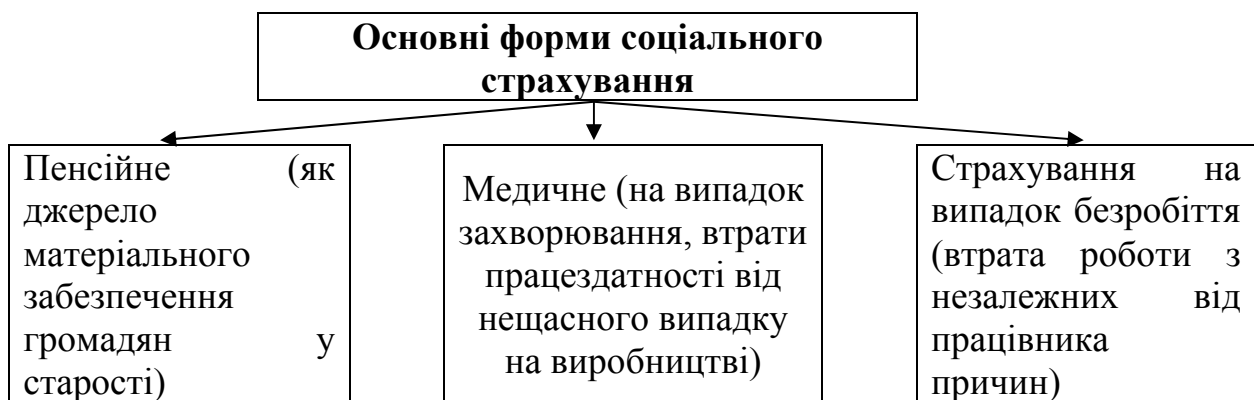 Основні форми соціального
страхування
Пенсійне (як
джерело
матеріального
забезпечення
громадян у
старості)
Медичне (на випадок
захворювання, втрати
працездатності від
нещасного випадку
на виробництві)
Страхування на
випадок безробіття
(втрата роботи з
незалежних від
працівника
причин)